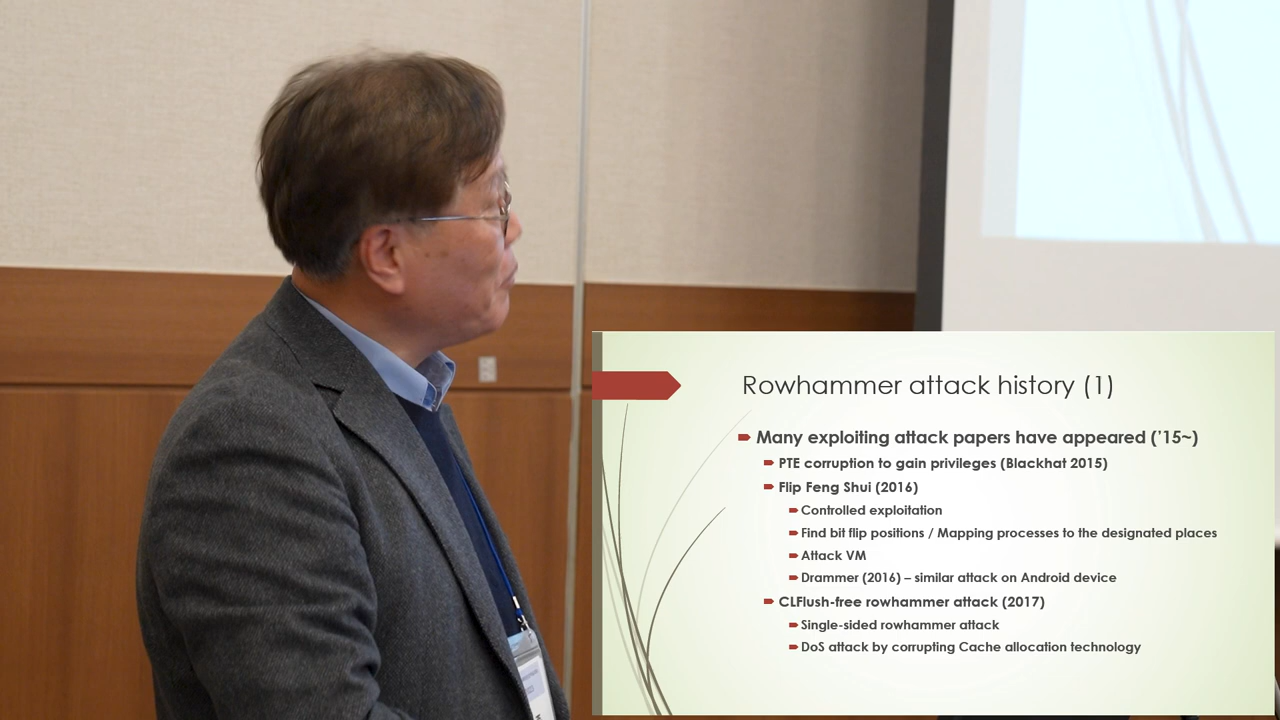 Rowhammer attack history (1)
Many exploiting attack papers have appeared ('15~)
PTE corruption to gain privileges (Blackhat 2015)
Flip Feng Shui (2016)
Controlled exploitation
Find bit flip positions / Mapping processes to the designated places
Attack VM
Drammer (2016) – similar attack on Android device
CLFlush-free rowhammer attack (2017)
Single-sided rowhammer attack
DoS attack by corrupting Cache allocation technology